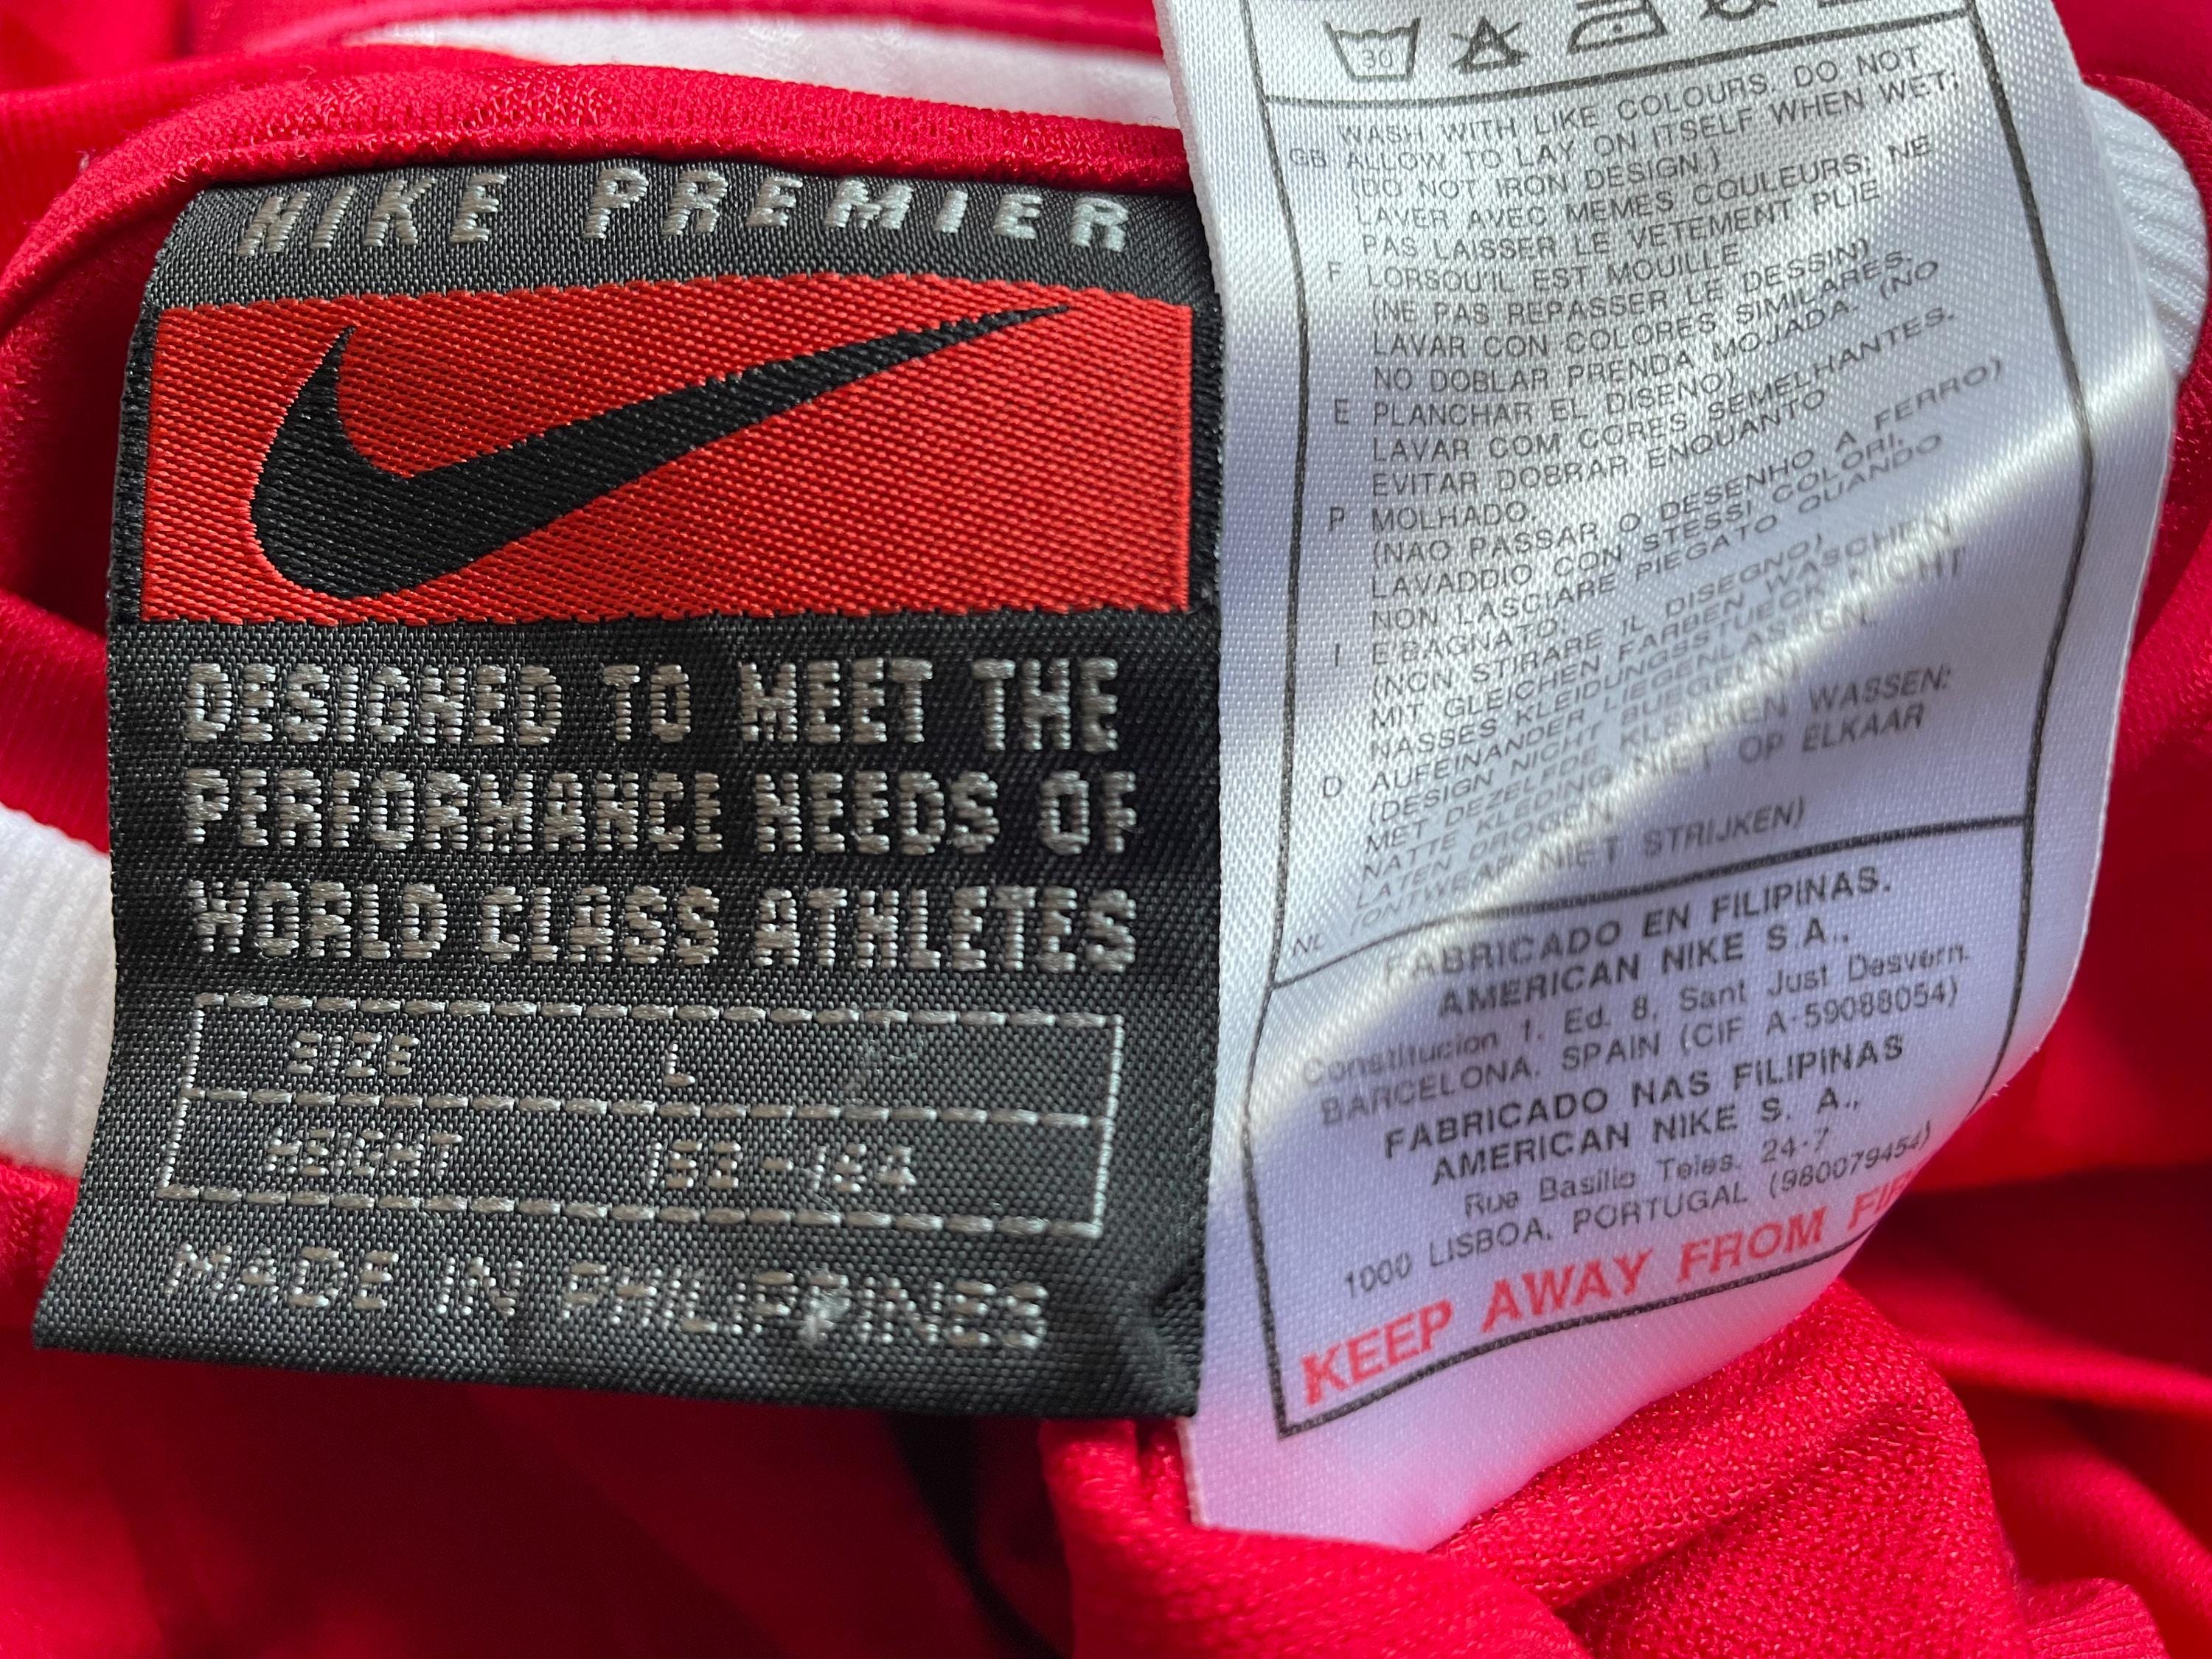 NIKE PREMIER
DESIGNED TO MEET THE
PERFORMANCE NEEDS OF
WORLD CLASS ATHLETES
SIZE L
HEIGHT 152-164
MADE IN PHILIPPINES
30
WASH WITH LIKE COLOURS. DO NOT
GB ALLOW TO LAY ON ITSELF WHEN WET;
(DO NOT IRON DESIGN.)
LAVER AVEC MEMES COULEURS; NE
PAS LAISSER LE VETEMENT PLIE
F LORSQU'IL EST MOUILLE
(NE PAS REPASSER LE DESSIN)
LAVAR CON COLORES SIMILARES.
NO DOBLAR PRENDA MOJADA. (NO
E PLANCHAR EL DISENO)
LAVAR COM CORES SEMELHANTES.
EVITAR DOBRAR ENQUANTO
P MOLHADO.
(NAO PASSAR O DESENHO A FERRO)
LAVADDIO CON STESSI COLORI,
NON LASCIARE PIEGATO QUANDO
I E BAGNATO:
(NON STIRARE IL DISEGNO)
MIT GLEICHEN FARBEN WASCHEN
NASSES KLEIDUNGSSTUECK NIGHT
D AUFEINANDER LIEGENLASSEN.
(DESIGN NIGHT BUEGELN)
MET DEZELFDE KLEUREN WASSEN:
NATTE KLEDING NIET OP ELKAAR
LATEN DROGEN.
NL (ONTWERP NIET STRIJKEN)
FABRICADO EN FILIPINAS.
AMERICAN NIKE S.A.,
Constitucion 1, Ed. 8, Sant Just Desvern.
BARCELONA, SPAIN (CIF A-59088054)
FABRICADO NAS FILIPINAS
AMERICAN NIKE S. A.,
Rue Basilio Teles, 24-7
1000 LISBOA, PORTUGAL (980079454)
KEEP AWAY FROM